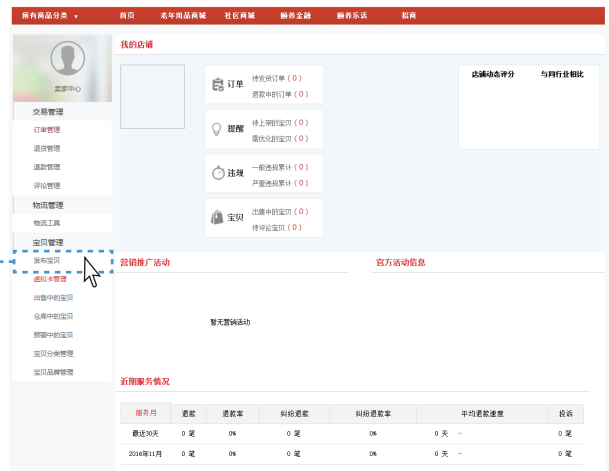 所有商品分类 ▼ 首页 老年用品商城 社区商城 颐养金融 颐养乐活 招商
卖家中心
交易管理
订单管理
退货管理
退款管理
评论管理
物流管理
物流工具
宝贝管理
发布宝贝
虚拟卡管理
出售中的宝贝
仓库中的宝贝
预警中的宝贝
宝贝分类管理
宝贝品牌管理
我的店铺
订单
待发货订单 ( 0 )
退款中的订单 ( 0 )
提醒
待上架的宝贝 ( 0 )
需优化的宝贝 ( 0 )
违规
一般违规累计 ( 0 )
严重违规累计 ( 0 )
宝贝
出售中的宝贝 ( 0 )
待评论宝贝 ( 0 )
店铺动态评分 与同行业相比
营销推广活动
暂无营销活动
官方活动信息
近期服务情况
服务月 退款 退款率 纠纷退款 纠纷退款率 平均退款速度 投诉
最近30天 0 笔 0% 0 笔 0% 0 天 - 0 笔
2016年11月 0 笔 0% 0 笔 0% 0 天 - 0 笔